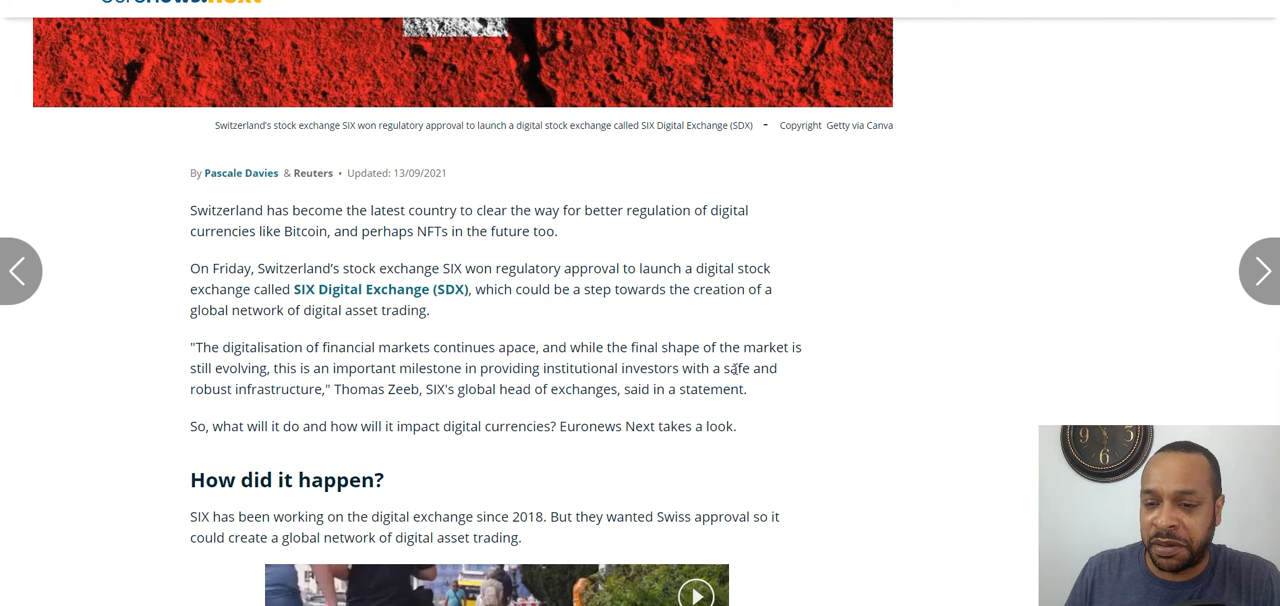 Switzerland's stock exchange SIX won regulatory approval to launch a digital stock exchange called SIX Digital Exchange (SDX) - Copyright Getty via Canva
By Pascale Davies & Reuters • Updated: 13/09/2021
Switzerland has become the latest country to clear the way for better regulation of digital
currencies like Bitcoin, and perhaps NFTs in the future too.
On Friday, Switzerland's stock exchange SIX won regulatory approval to launch a digital stock
exchange called SIX Digital Exchange (SDX), which could be a step towards the creation of a
global network of digital asset trading.
"The digitalisation of financial markets continues apace, and while the final shape of the market is
still evolving, this is an important milestone in providing institutional investors with a safe and
robust infrastructure," Thomas Zeeb, SIX's global head of exchanges, said in a statement.
So, what will it do and how will it impact digital currencies? Euronews Next takes a look.
How did it happen?
SIX has been working on the digital exchange since 2018. But they wanted Swiss approval so it
could create a global network of digital asset trading.
9 3
6